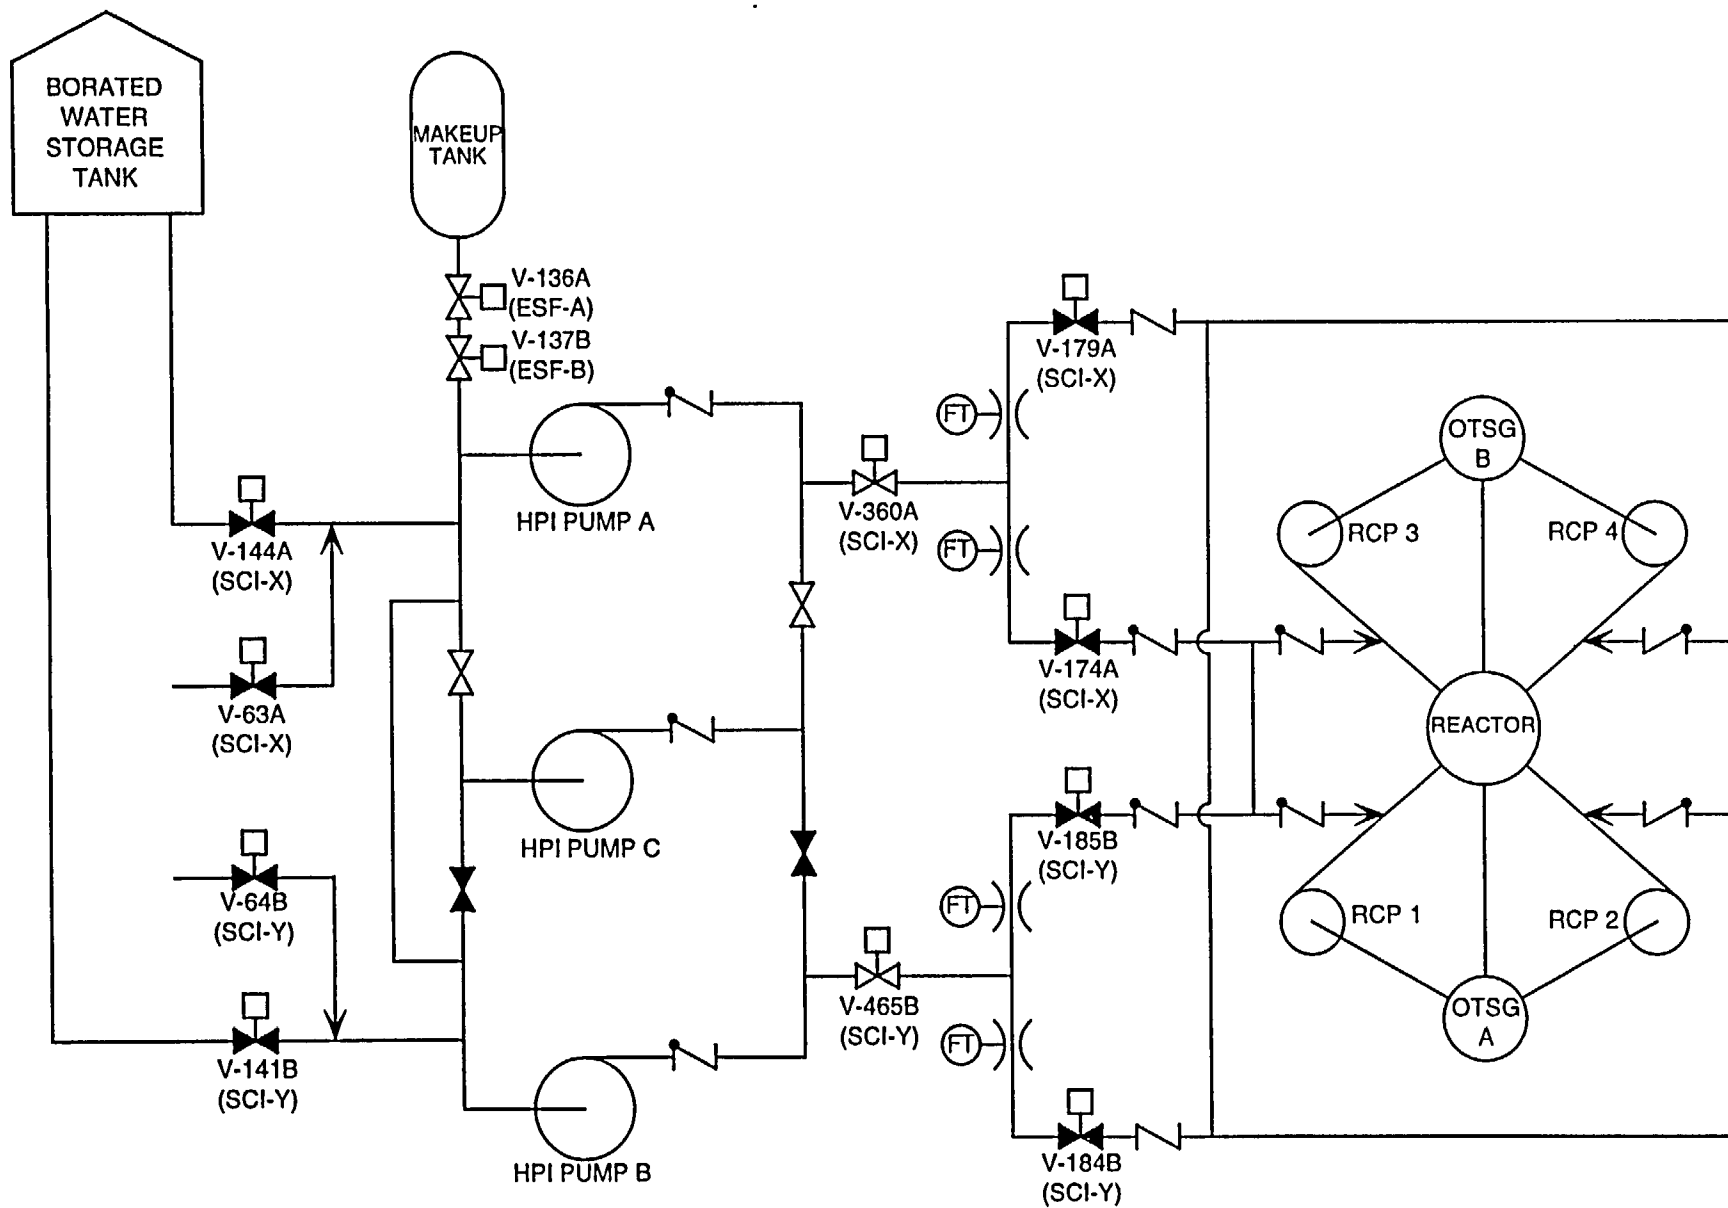 BORATED
WATER
STORAGE
TANK
MAKEUP
TANK
V-136A
(ESF-A)
V-137B
(ESF-B)
HPI PUMP A
V-144A
(SCI-X)
V-63A
(SCI-X)
HPI PUMP C
V-64B
(SCI-Y)
V-141B
(SCI-Y)
HPI PUMP B
V-179A
(SCI-X)
FT
V-360A
(SCI-X)
FT
V-174A
(SCI-X)
V-185B
(SCI-Y)
FT
V-465B
(SCI-Y)
FT
V-184B
(SCI-Y)
OTSG
B
RCP 3
RCP 4
REACTOR
RCP 1
RCP 2
OTSG
A